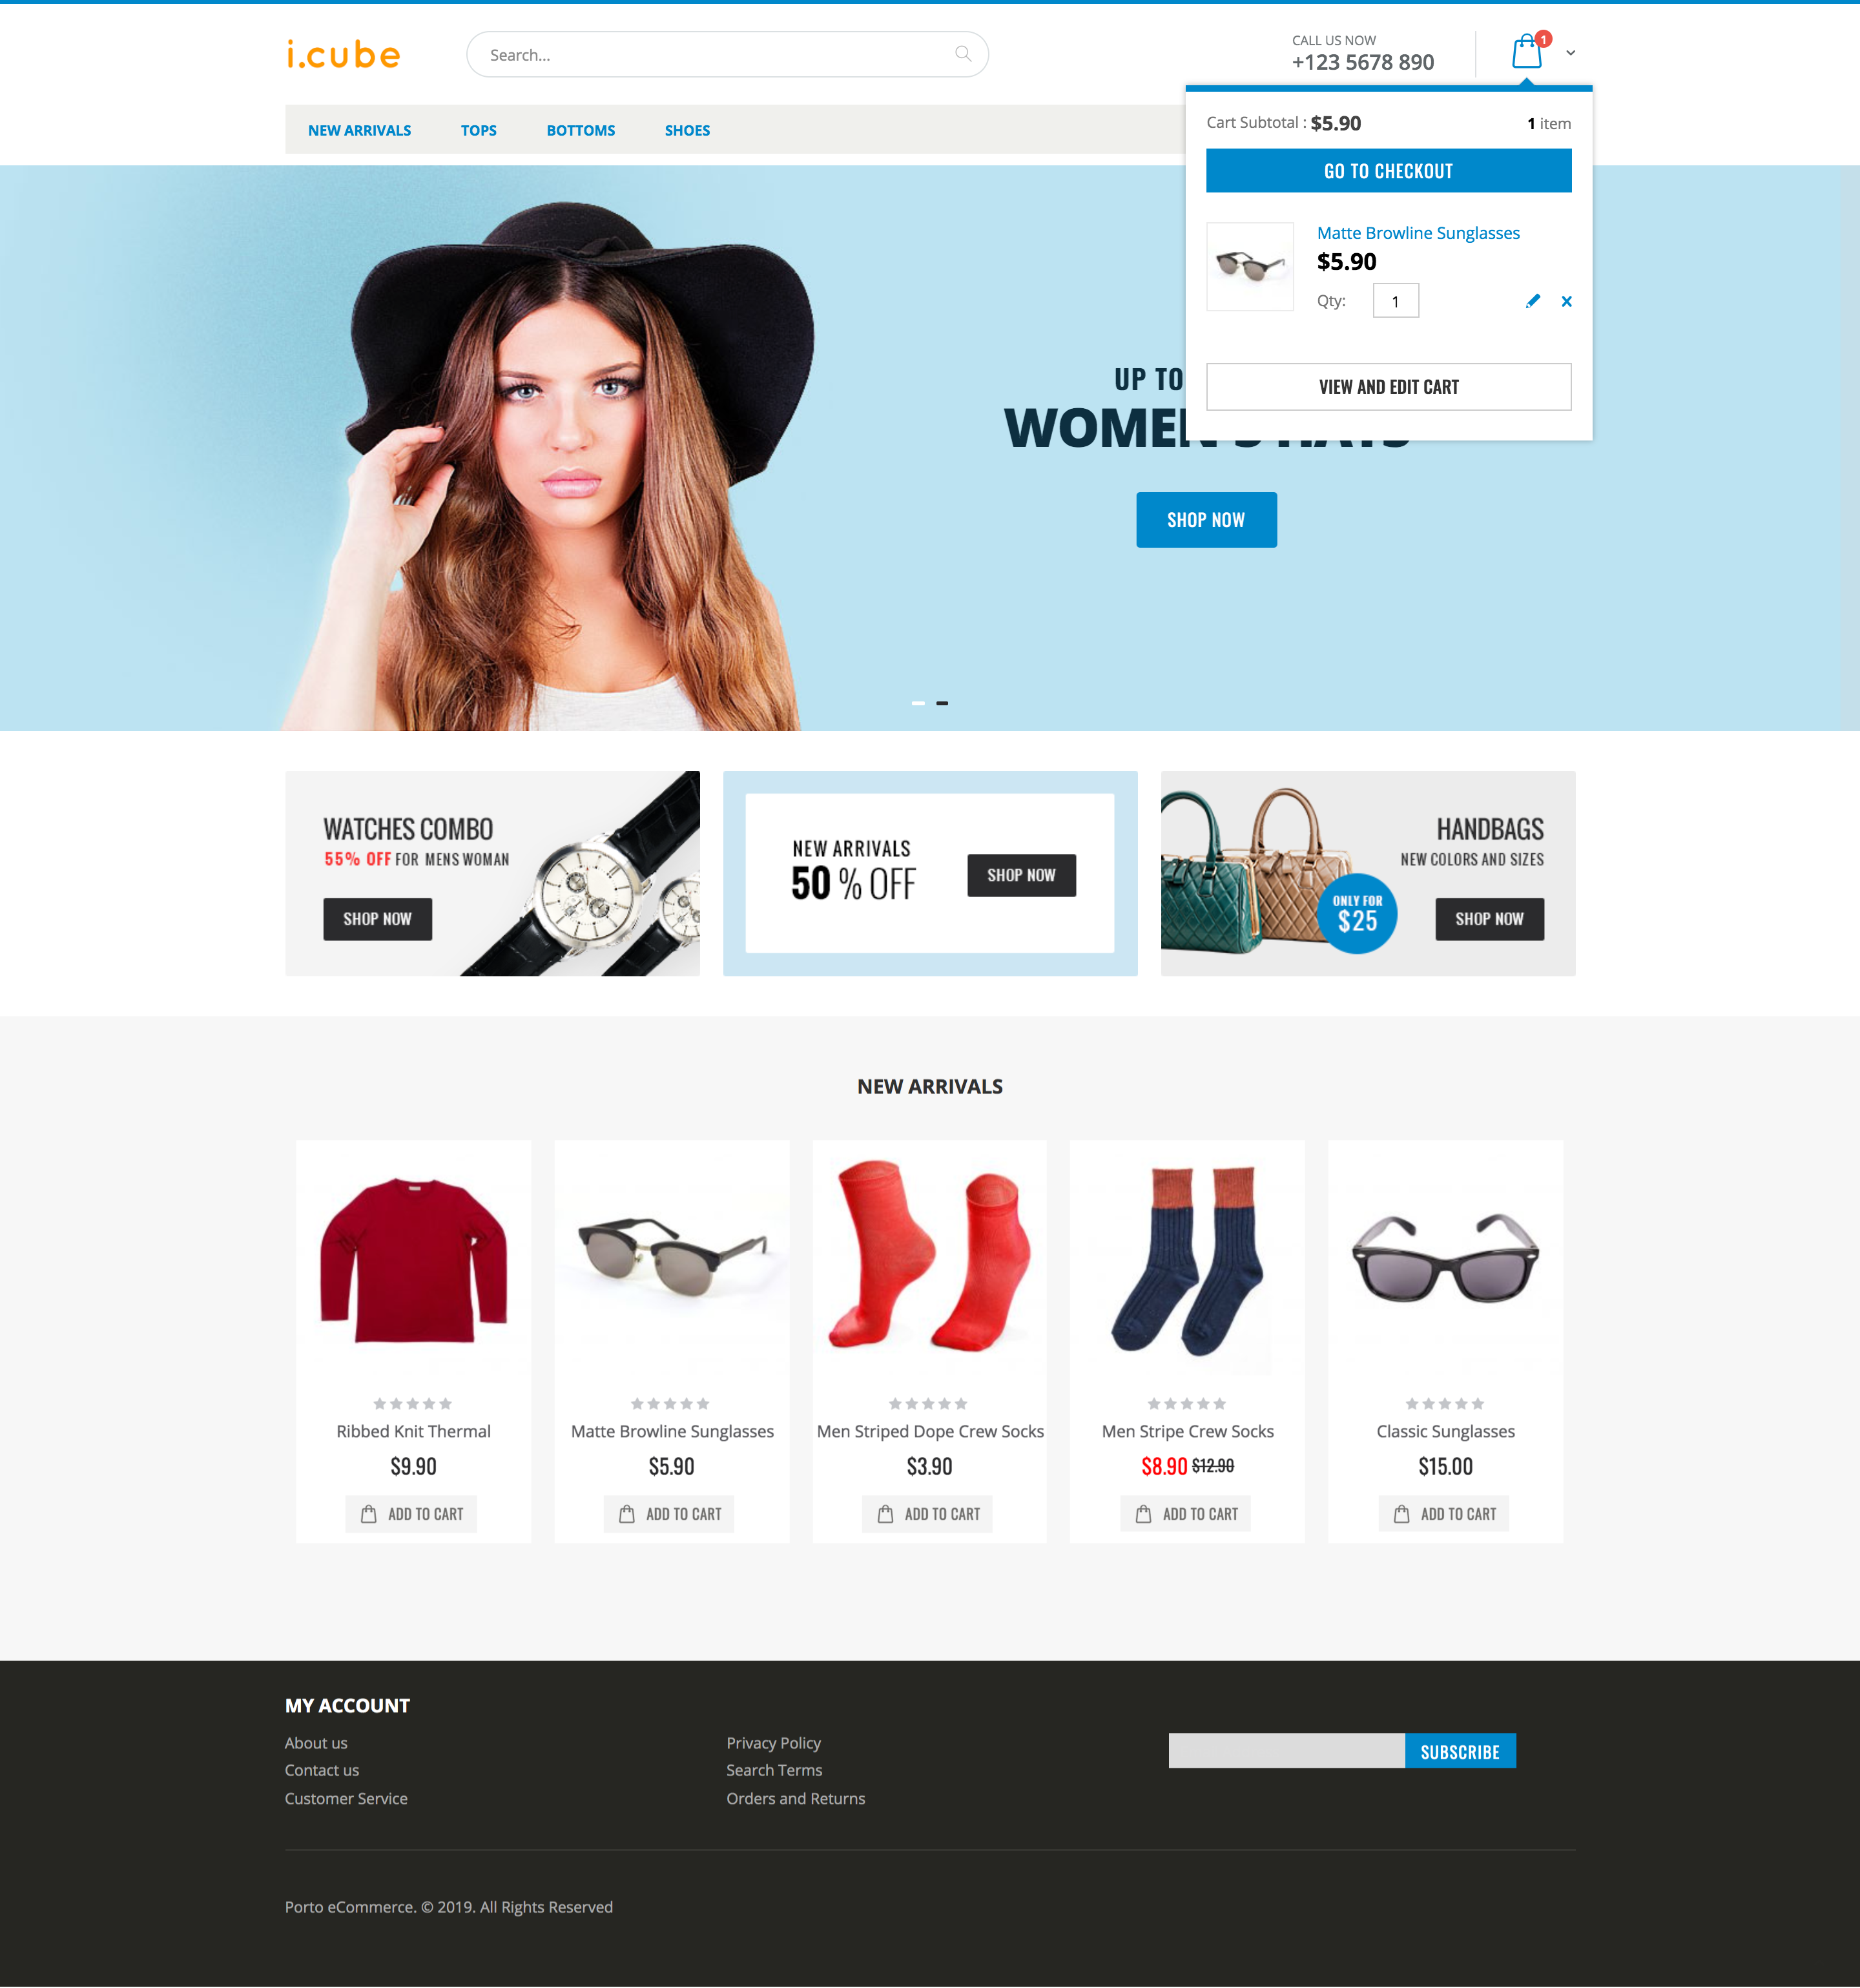 i.cube
Search...
CALL US NOW
+123 5678 890
1
NEW ARRIVALS
TOPS
BOTTOMS
SHOES
Cart Subtotal : $5.90
1 item
GO TO CHECKOUT
Matte Browline Sunglasses
$5.90
Qty: 1
VIEW AND EDIT CART
UP TO
WOMEN'S HATS
SHOP NOW
WATCHES COMBO
55% OFF FOR MENS WOMAN
SHOP NOW
NEW ARRIVALS
50 % OFF
SHOP NOW
HANDBAGS
NEW COLORS AND SIZES
ONLY FOR
$25
SHOP NOW
NEW ARRIVALS
Ribbed Knit Thermal
$9.90
ADD TO CART
Matte Browline Sunglasses
$5.90
ADD TO CART
Men Striped Dope Crew Socks
$3.90
ADD TO CART
Men Stripe Crew Socks
$8.90 $12.90
ADD TO CART
Classic Sunglasses
$15.00
ADD TO CART
MY ACCOUNT
About us
Contact us
Customer Service
Privacy Policy
Search Terms
Orders and Returns
SUBSCRIBE
Porto eCommerce. © 2019. All Rights Reserved